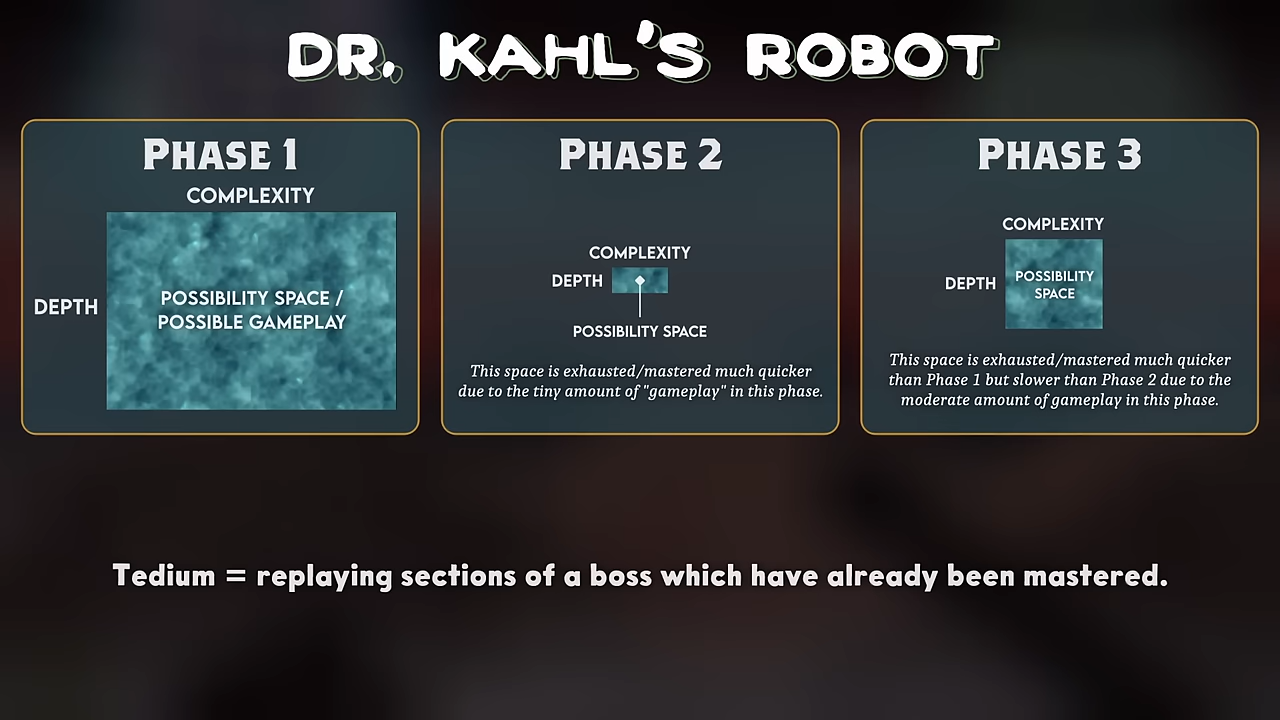 DR. KAHL'S ROBOT
PHASE 1
COMPLEXITY
DEPTH
POSSIBILITY SPACE /
POSSIBLE GAMEPLAY
PHASE 2
COMPLEXITY
DEPTH
POSSIBILITY SPACE
This space is exhausted/mastered much quicker
due to the tiny amount of "gameplay" in this phase.
PHASE 3
COMPLEXITY
DEPTH
POSSIBILITY
SPACE
This space is exhausted/mastered much quicker
than Phase 1 but slower than Phase 2 due to the
moderate amount of gameplay in this phase.
Tedium = replaying sections of a boss which have already been mastered.